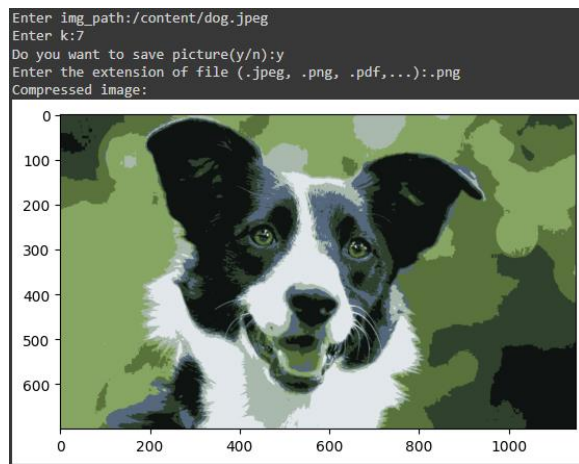 Enter img_path:/content/dog.jpeg
Enter k:7
Do you want to save picture(y/n):y
Enter the extension of file (.jpeg, .png, .pdf,...):.png
Compressed image:
0
100
200
300
400
500
600
0 200 400 600 800 1000